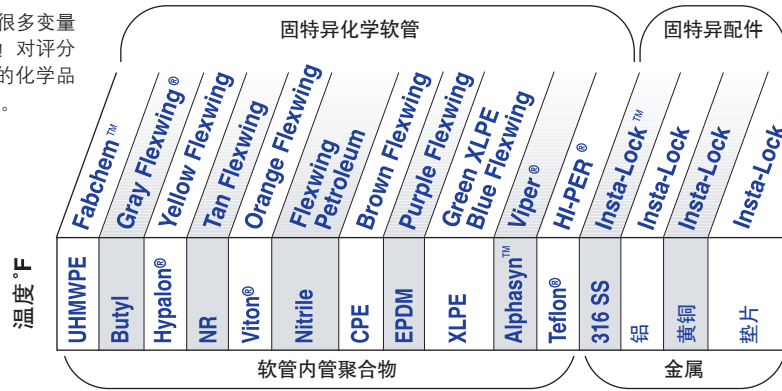 很多变量
！对评分
的化学品
。
固特异化学软管
固特异配件
Fabchem™
Gray Flexwing®
Yellow Flexwing
Tan Flexwing
Orange Flexwing
Flexwing
Petroleum
Brown Flexwing
Purple Flexwing
Green XLPE
Blue Flexwing
Viper®
HI-PER®
Insta-Lock™
Insta-Lock
Insta-Lock
Insta-Lock
温度 °F
UHMWPE
Butyl
Hypalon®
NR
Viton®
Nitrile
CPE
EPDM
XLPE
Alphasyn™
Teflon®
316 SS
铝
黄铜
垫片
软管内管聚合物
金属